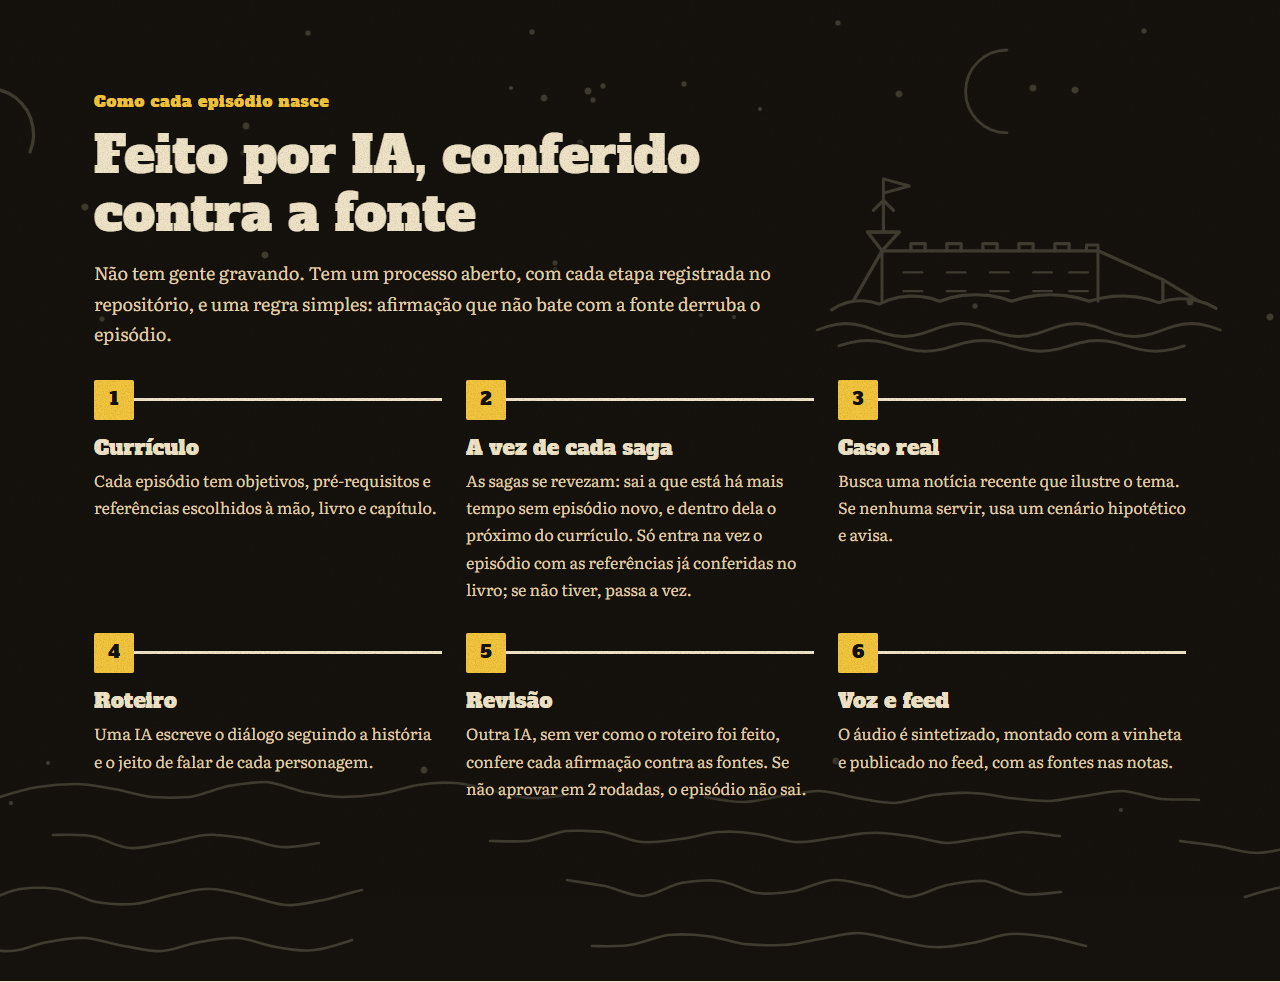 Como cada episódio nasce
Feito por IA, conferido
contra a fonte
Não tem gente gravando. Tem um processo aberto, com cada etapa registrada no
repositório, e uma regra simples: afirmação que não bate com a fonte derruba o
episódio.
1
Currículo
Cada episódio tem objetivos, pré-requisitos e
referências escolhidos à mão, livro e capítulo.
2
A vez de cada saga
As sagas se revezam: sai a que está há mais
tempo sem episódio novo, e dentro dela o
próximo do currículo. Só entra na vez o
episódio com as referências já conferidas no
livro; se não tiver, passa a vez.
3
Caso real
Busca uma notícia recente que ilustre o tema.
Se nenhuma servir, usa um cenário hipotético
e avisa.
4
Roteiro
Uma IA escreve o diálogo seguindo a história
e o jeito de falar de cada personagem.
5
Revisão
Outra IA, sem ver como o roteiro foi feito,
confere cada afirmação contra as fontes. Se
não aprovar em 2 rodadas, o episódio não sai.
6
Voz e feed
O áudio é sintetizado, montado com a vinheta
e publicado no feed, com as fontes nas notas.